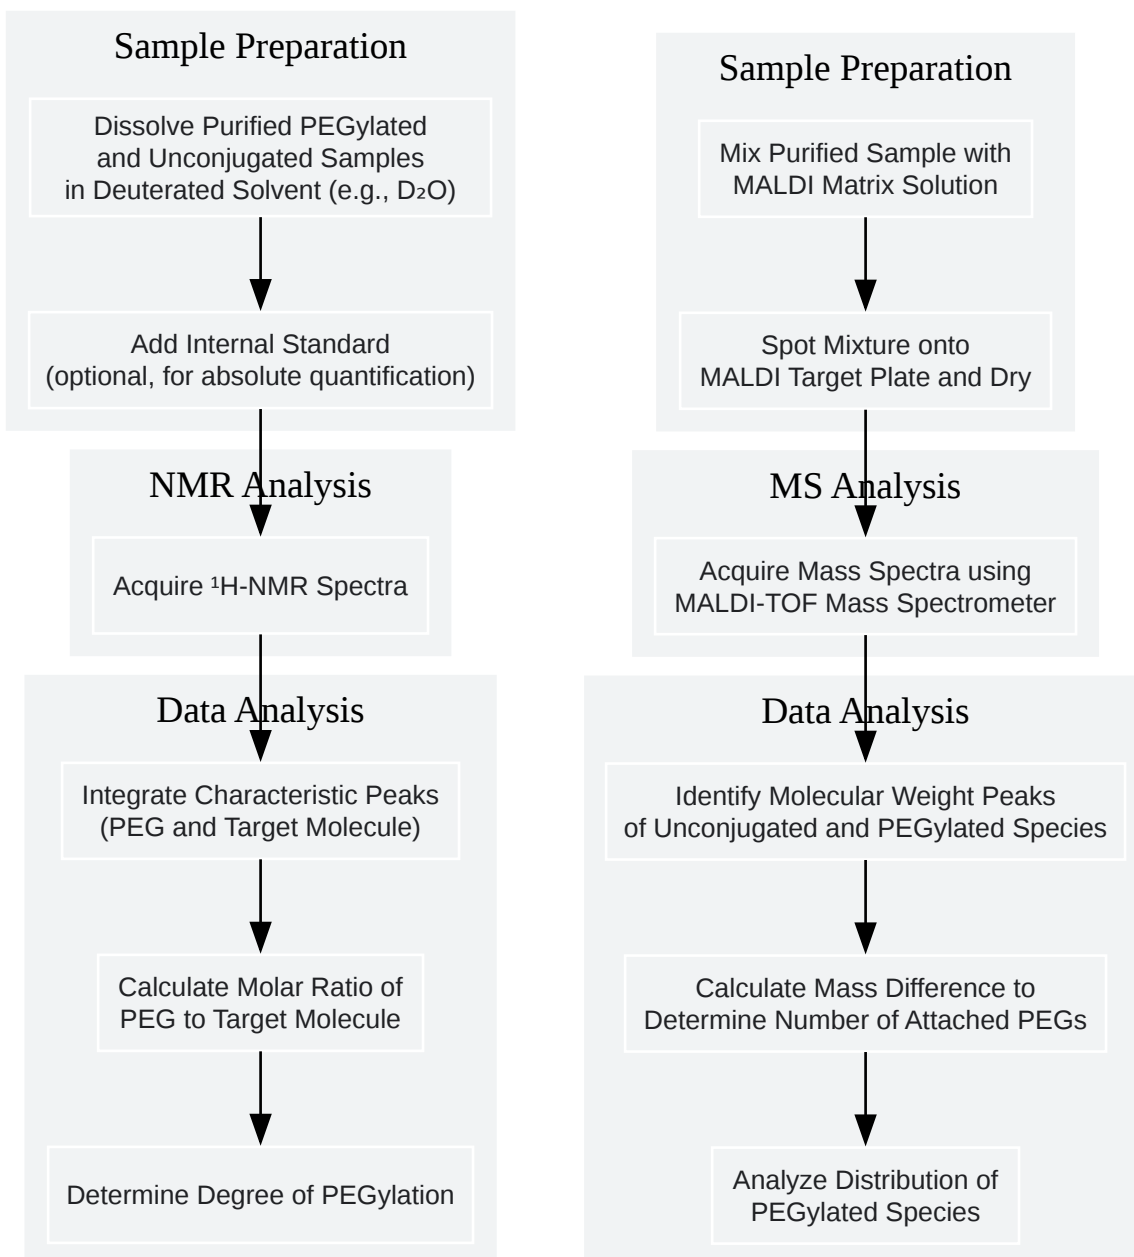 Sample Preparation
Dissolve Purified PEGylated
and Unconjugated Samples
in Deuterated Solvent (e.g., D₂O)
Add Internal Standard
(optional, for absolute quantification)
NMR Analysis
Acquire ¹H-NMR Spectra
Data Analysis
Integrate Characteristic Peaks
(PEG and Target Molecule)
Calculate Molar Ratio of
PEG to Target Molecule
Determine Degree of PEGylation
Sample Preparation
Mix Purified Sample with
MALDI Matrix Solution
Spot Mixture onto
MALDI Target Plate and Dry
MS Analysis
Acquire Mass Spectra using
MALDI-TOF Mass Spectrometer
Data Analysis
Identify Molecular Weight Peaks
of Unconjugated and PEGylated Species
Calculate Mass Difference to
Determine Number of Attached PEGs
Analyze Distribution of
PEGylated Species